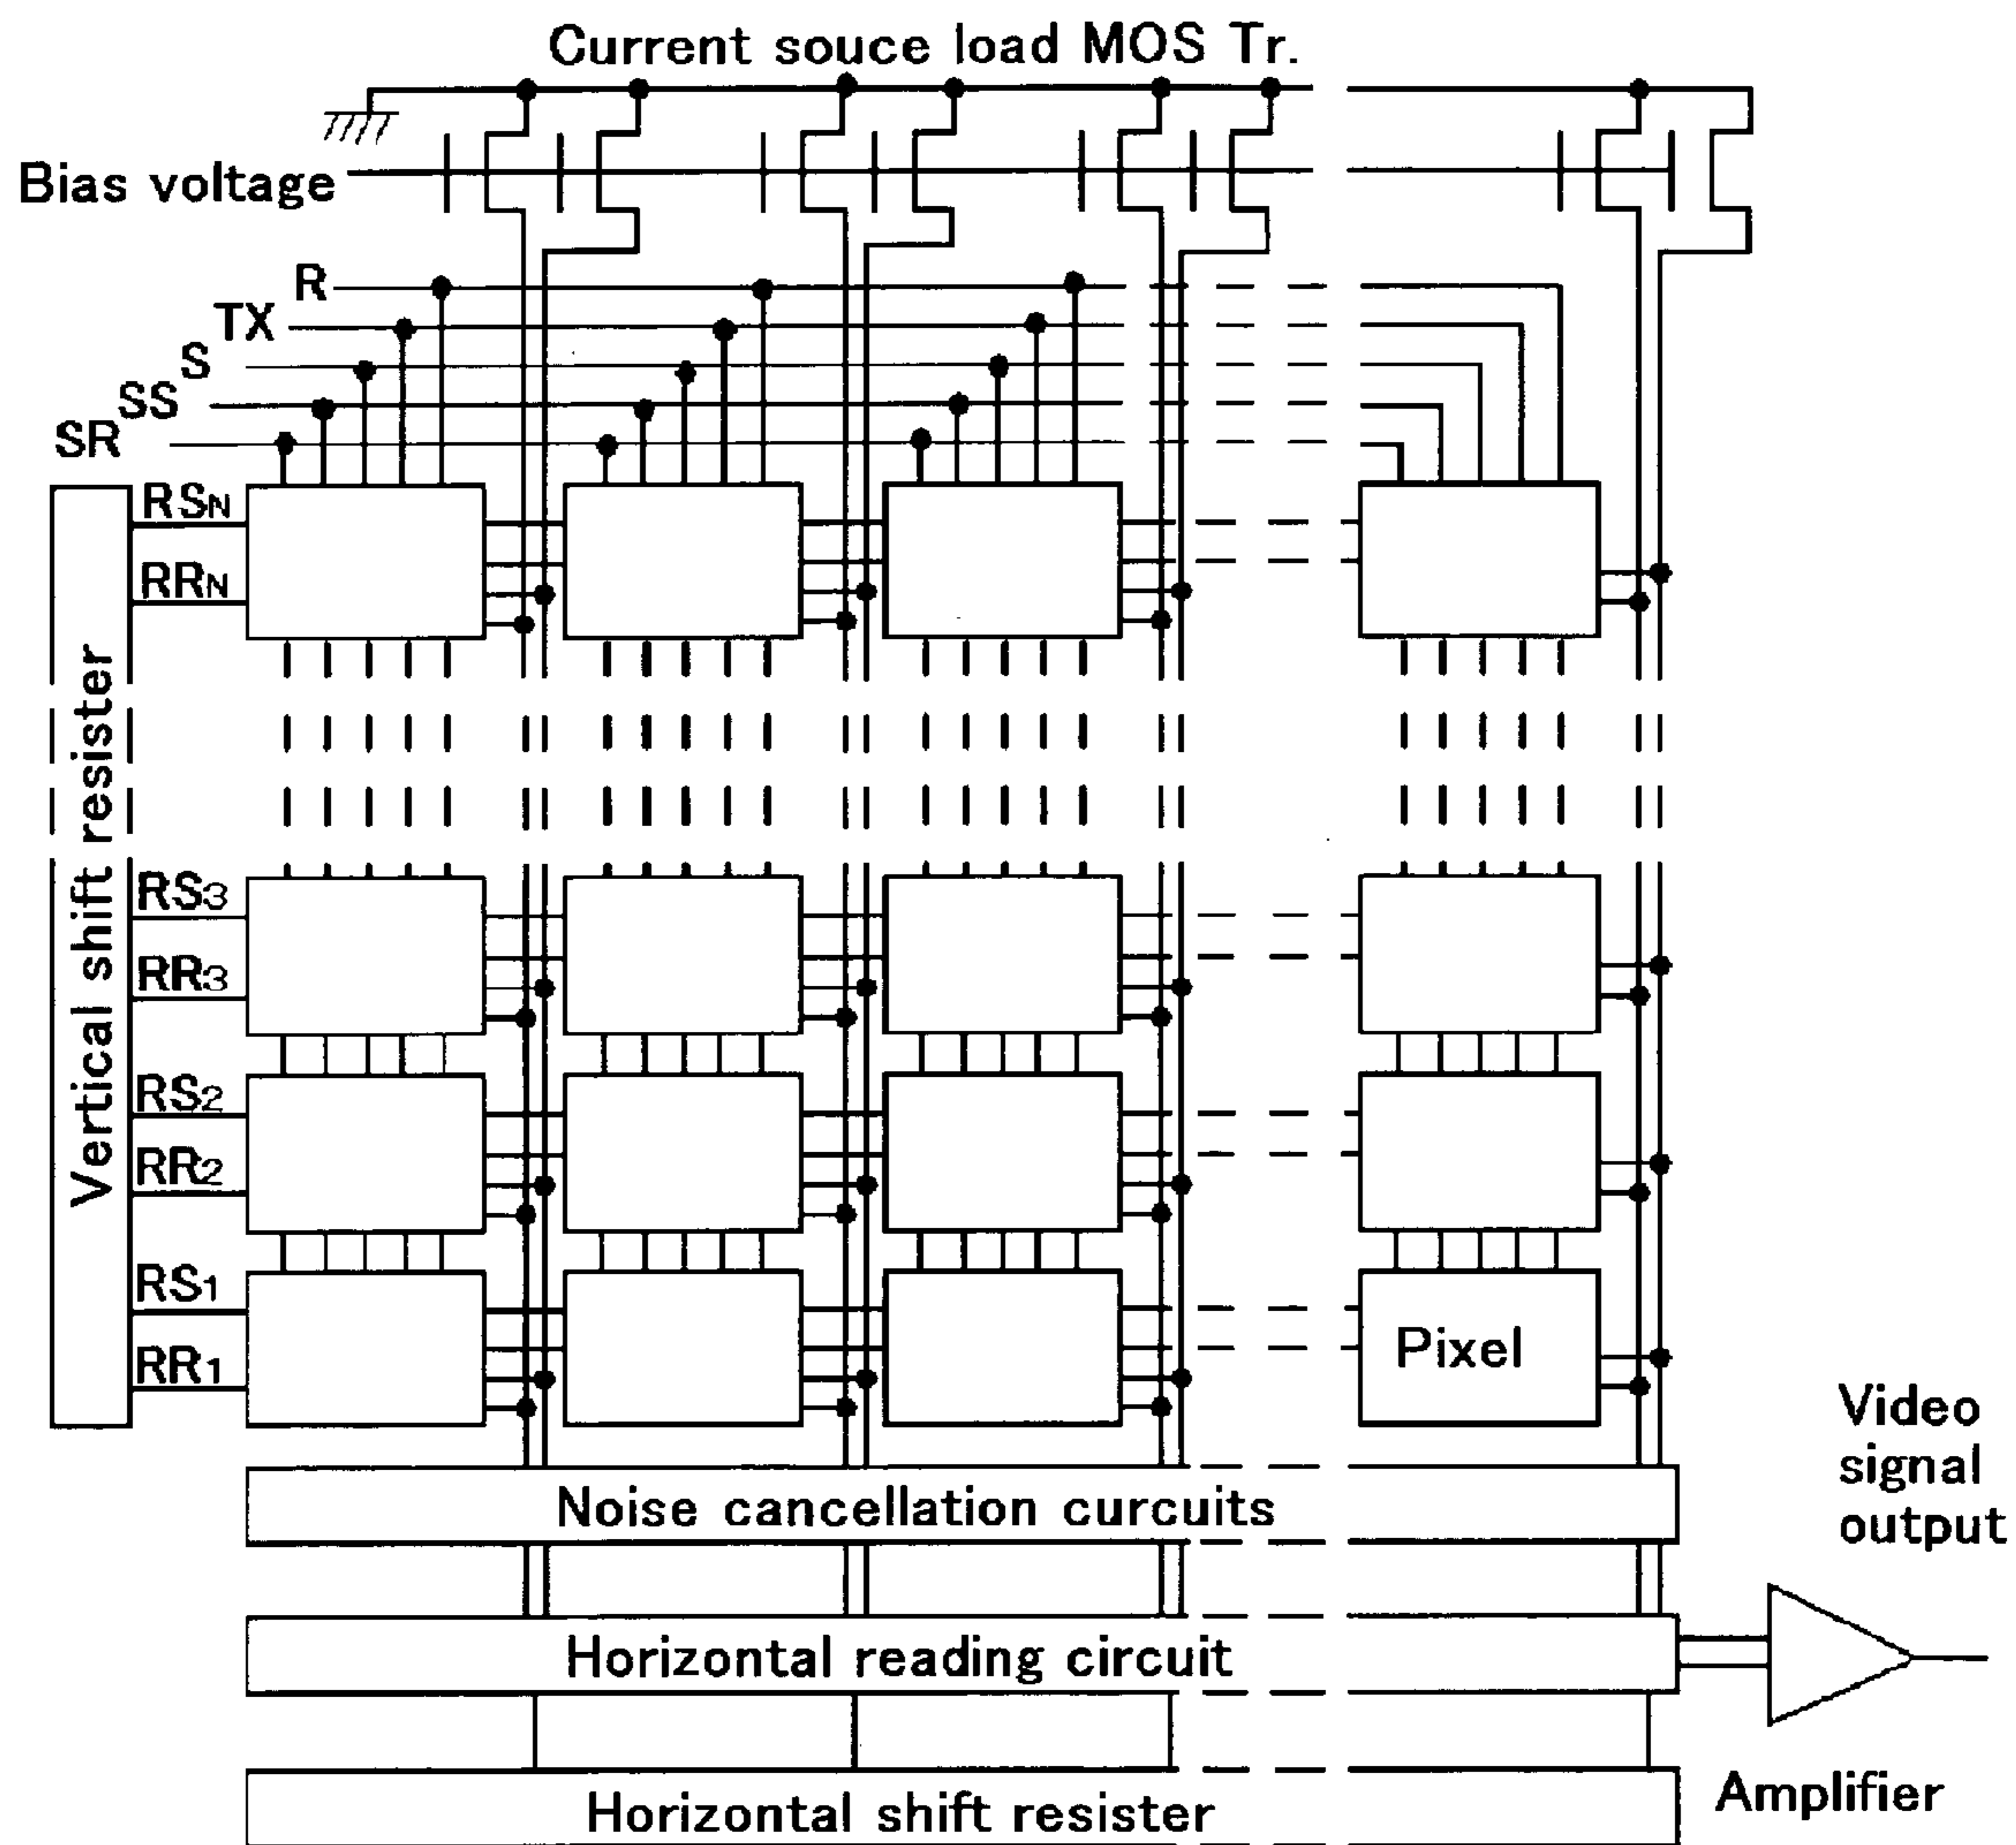 Current souce load MOS Tr.
Bias voltage
R
TX
S
SS
SR
RSN
RRN
Vertical shift resister
RS3
RR3
RS2
RR2
RS1
RR1
Pixel
Video
signal
output
Noise cancellation curcuits
Horizontal reading circuit
Amplifier
Horizontal shift resister